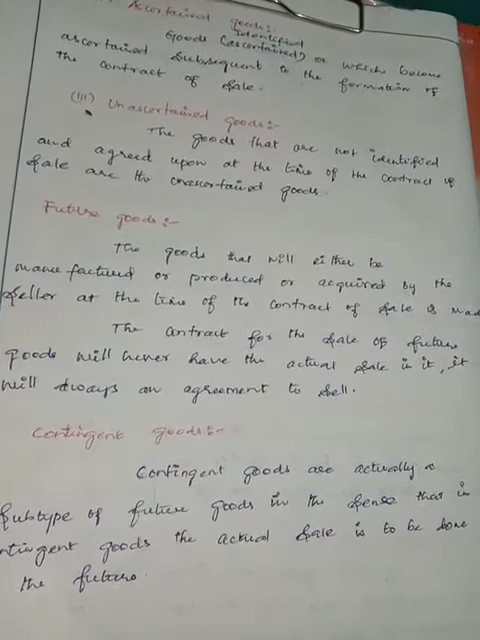 Ascertained goods:
Identified
Goods (ascertained) or which become
ascertained subsequent to the formation of
the contract of sale.
(III) Unascertained goods:-
The goods that are not identified
and agreed upon at the time of the contract of
sale are the unascertained goods.
Future goods:-
The goods that will either be
manufactured or produced or acquired by the
seller at the time of the contract of sale is mad
The contract for the sale of future
goods will never have the actual sale in it, it
will always an agreement to sell.
Contingent goods:-
Contingent goods are actually a
subtype of future goods in the sense that in
ntingent goods the actual sale is to be done
the future.